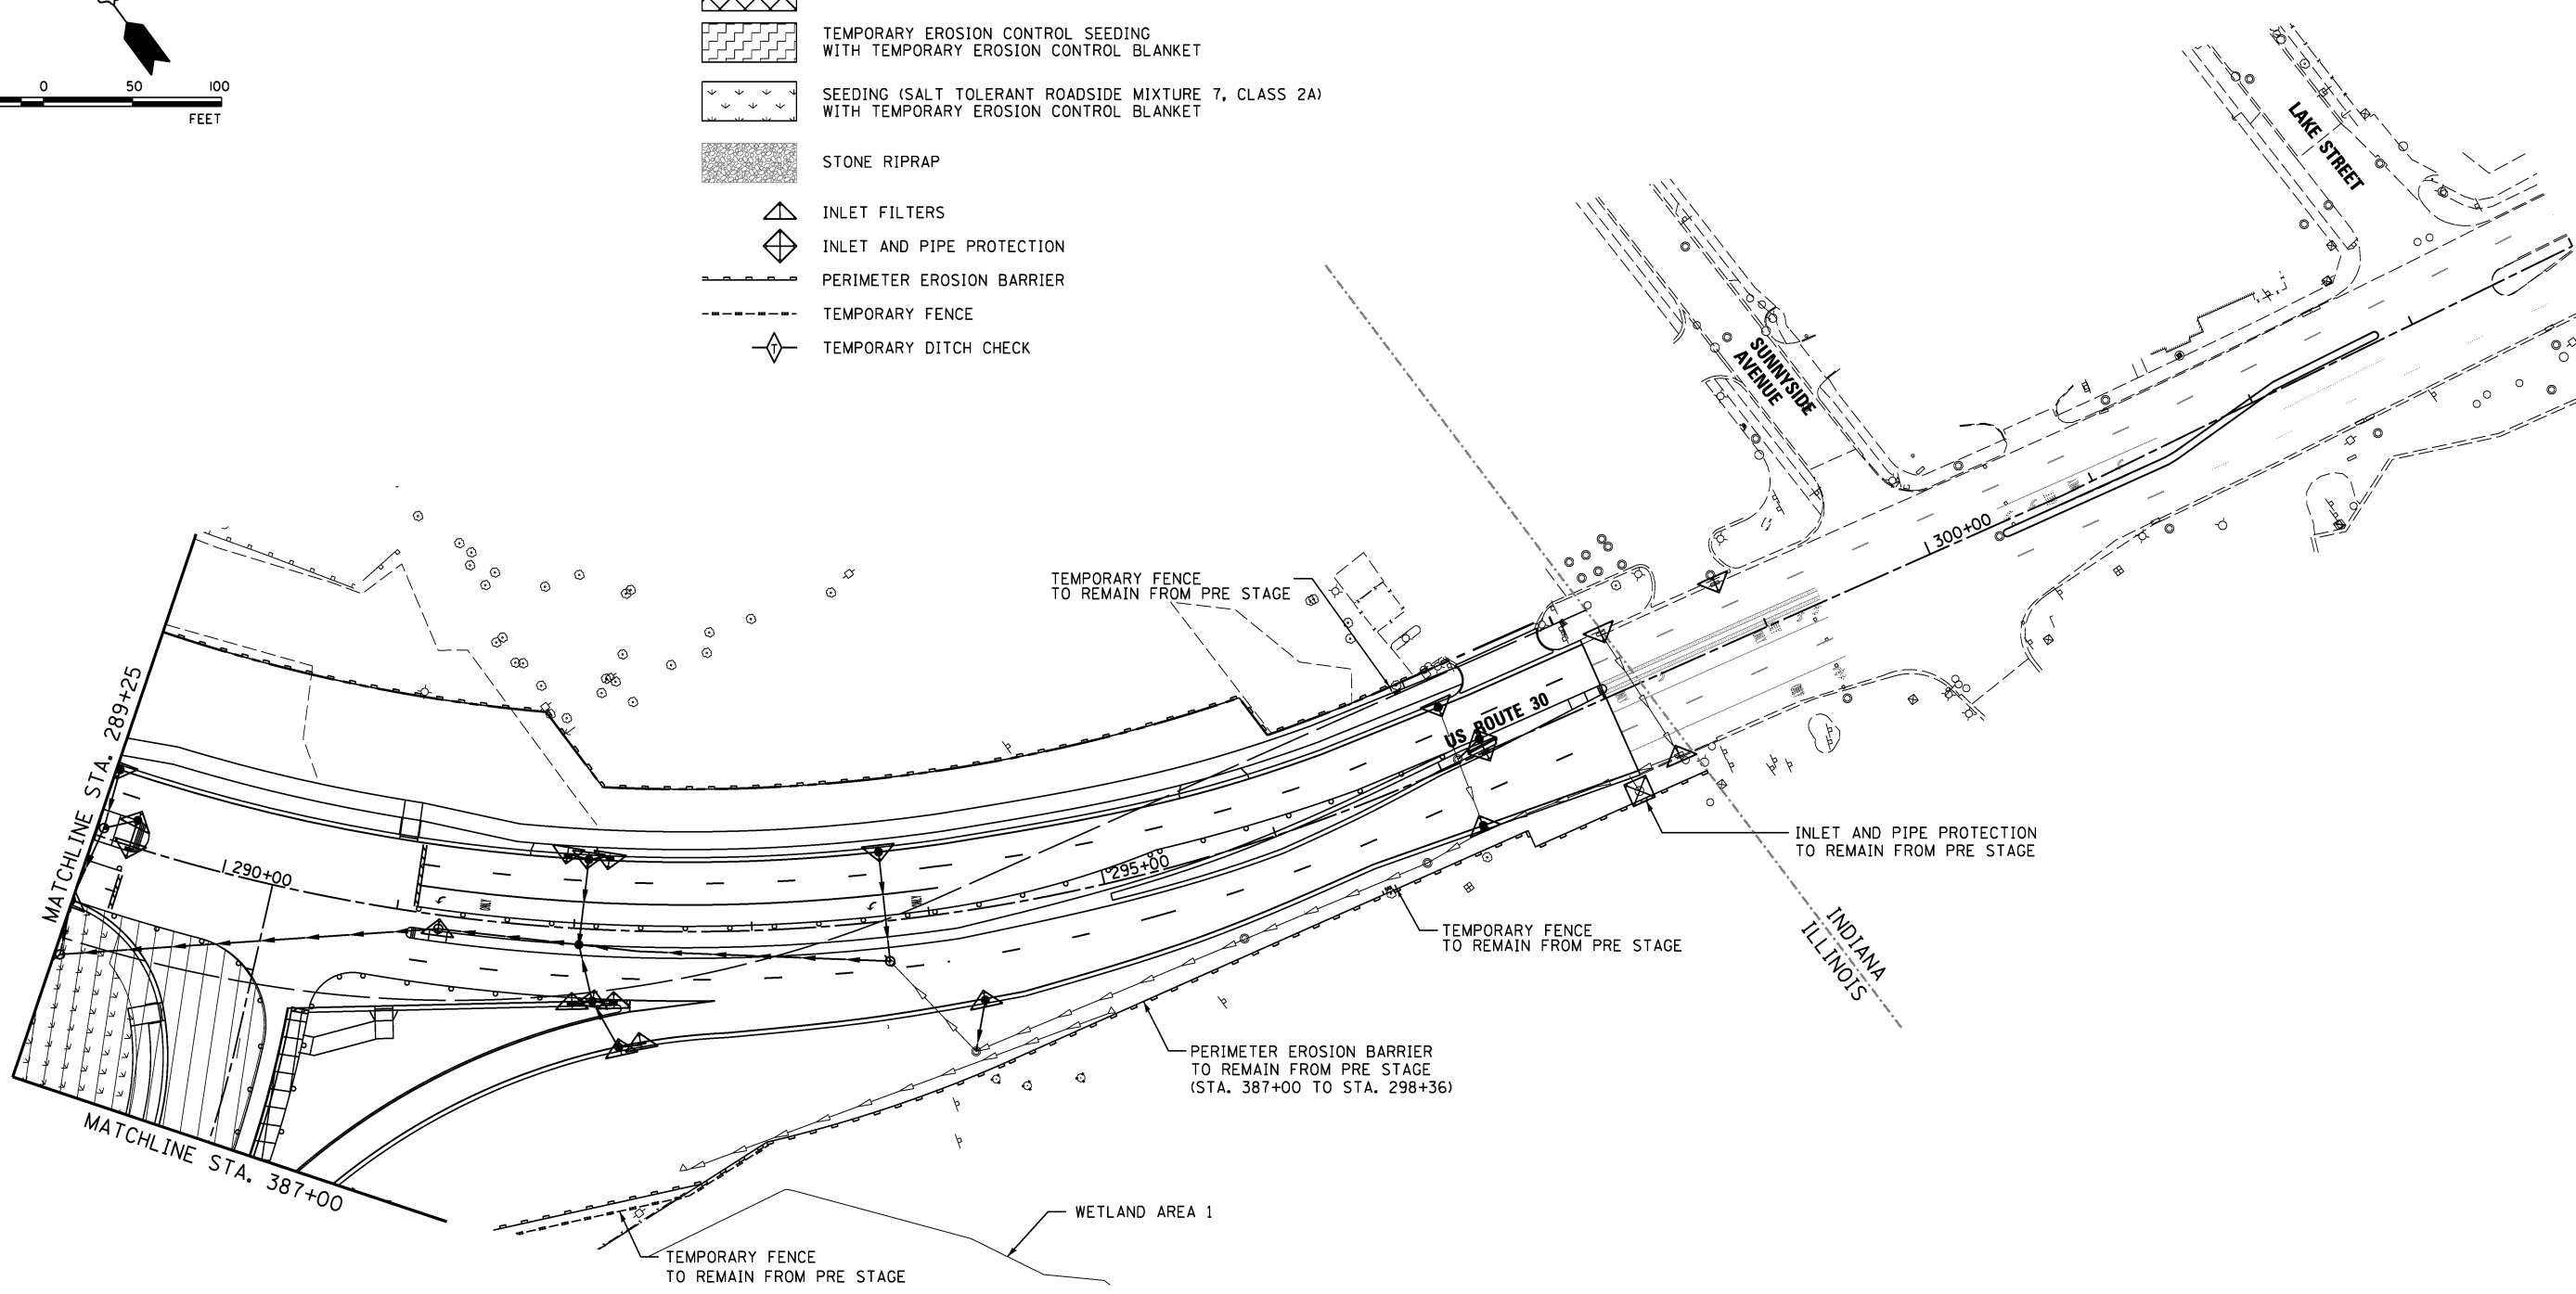 0 50 100
FEET
TEMPORARY EROSION CONTROL SEEDING
WITH TEMPORARY EROSION CONTROL BLANKET
SEEDING (SALT TOLERANT ROADSIDE MIXTURE 7, CLASS 2A)
WITH TEMPORARY EROSION CONTROL BLANKET
STONE RIPRAP
INLET FILTERS
INLET AND PIPE PROTECTION
PERIMETER EROSION BARRIER
TEMPORARY FENCE
T
TEMPORARY DITCH CHECK
LAKE STREET
SUNNYSIDE
AVENUE
300+00
TEMPORARY FENCE
TO REMAIN FROM PRE STAGE
US ROUTE 30
MATCHLINE STA. 289+25
290+00
295+00
ONLY
ONLY
INLET AND PIPE PROTECTION
TO REMAIN FROM PRE STAGE
TEMPORARY FENCE
TO REMAIN FROM PRE STAGE
INDIANA
ILLINOIS
PERIMETER EROSION BARRIER
TO REMAIN FROM PRE STAGE
(STA. 387+00 TO STA. 298+36)
MATCHLINE STA. 387+00
WETLAND AREA 1
TEMPORARY FENCE
TO REMAIN FROM PRE STAGE